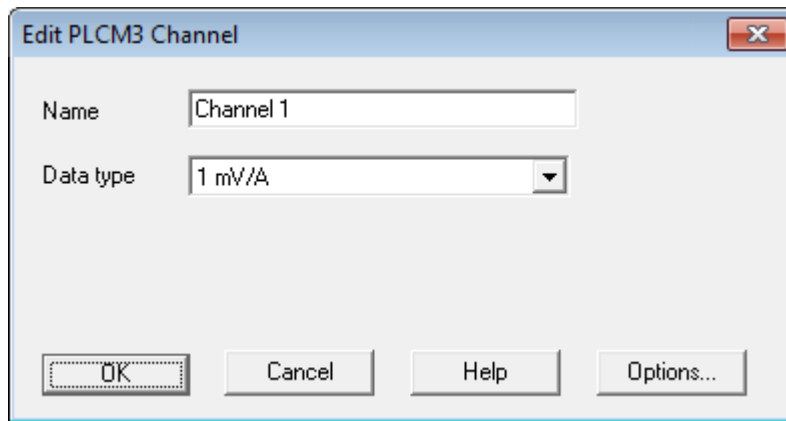 Edit PLCM3 Channel
Name Channel 1
Data type 1 mV/A
OK Cancel Help Options...